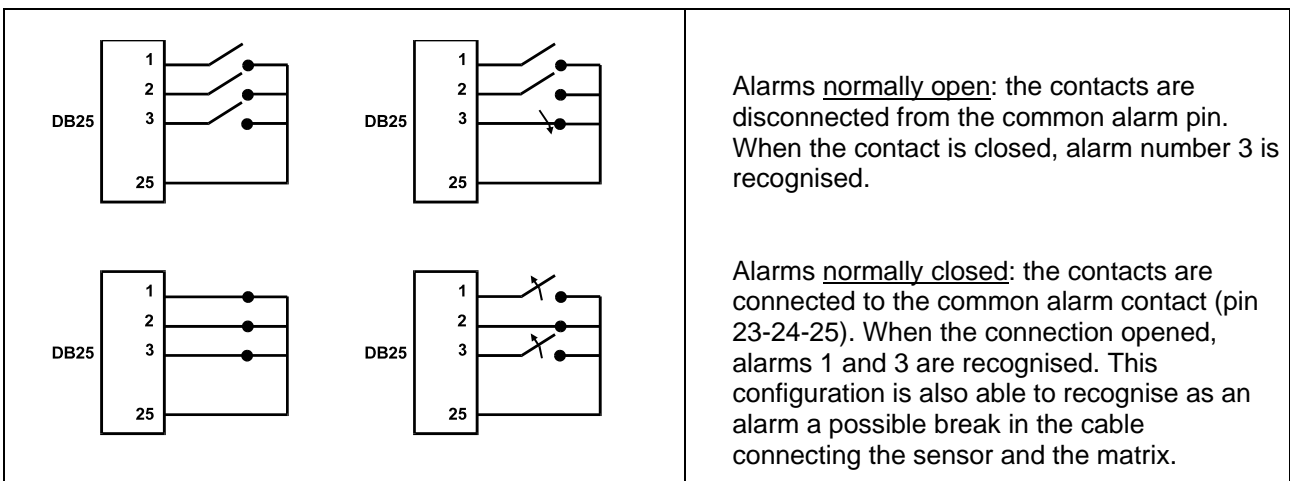 1
2
DB25
3
25
1
2
DB25
3
25
Alarms normally open: the contacts are
disconnected from the common alarm pin.
When the contact is closed, alarm number 3 is
recognised.
1
2
DB25
3
25
1
2
DB25
3
25
Alarms normally closed: the contacts are
connected to the common alarm contact (pin
23-24-25). When the connection opened,
alarms 1 and 3 are recognised. This
configuration is also able to recognise as an
alarm a possible break in the cable
connecting the sensor and the matrix.